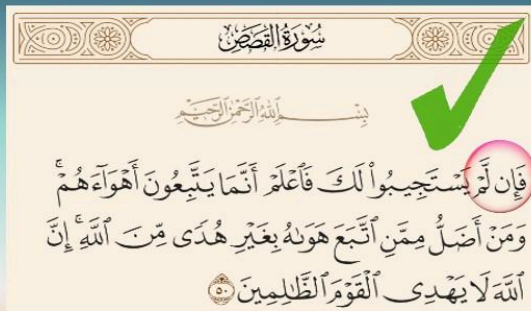 سُورَةُ القَصَصِ
بِسْمِ ٱللَّهِ ٱلرَّحْمَٰنِ ٱلرَّحِيمِ
فَإِن لَّمْ يَسْتَجِيبُوا۟ لَكَ فَٱعْلَمْ أَنَّمَا يَتَّبِعُونَ أَهْوَآءَهُمْ ۚ
وَمَنْ أَضَلُّ مِمَّنِ ٱتَّبَعَ هَوَىٰهُ بِغَيْرِ هُدًى مِّنَ ٱللَّهِ ۚ إِنَّ
ٱللَّهَ لَا يَهْدِى ٱلْقَوْمَ ٱلظَّٰلِمِينَ ٥٠